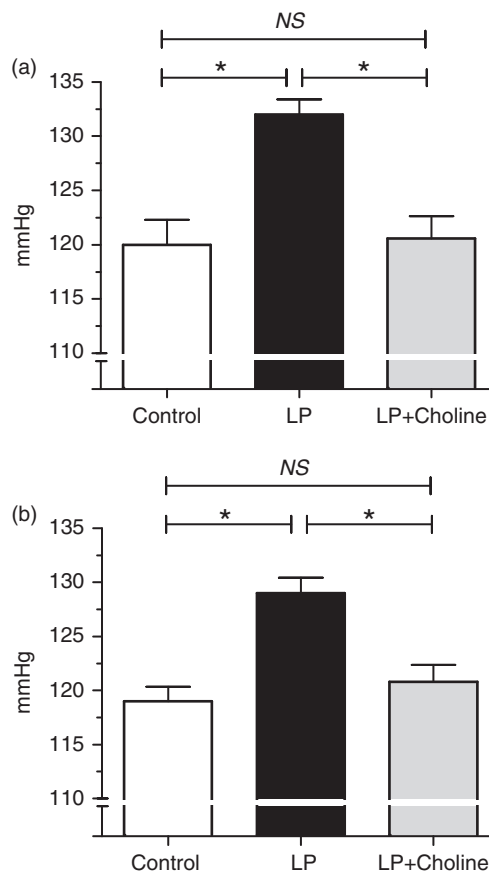 NS
(a)
* *
135
130
125
120
115
110
mmHg
Control LP LP+Choline
NS
(b)
* *
135
130
125
120
115
110
mmHg
Control LP LP+Choline